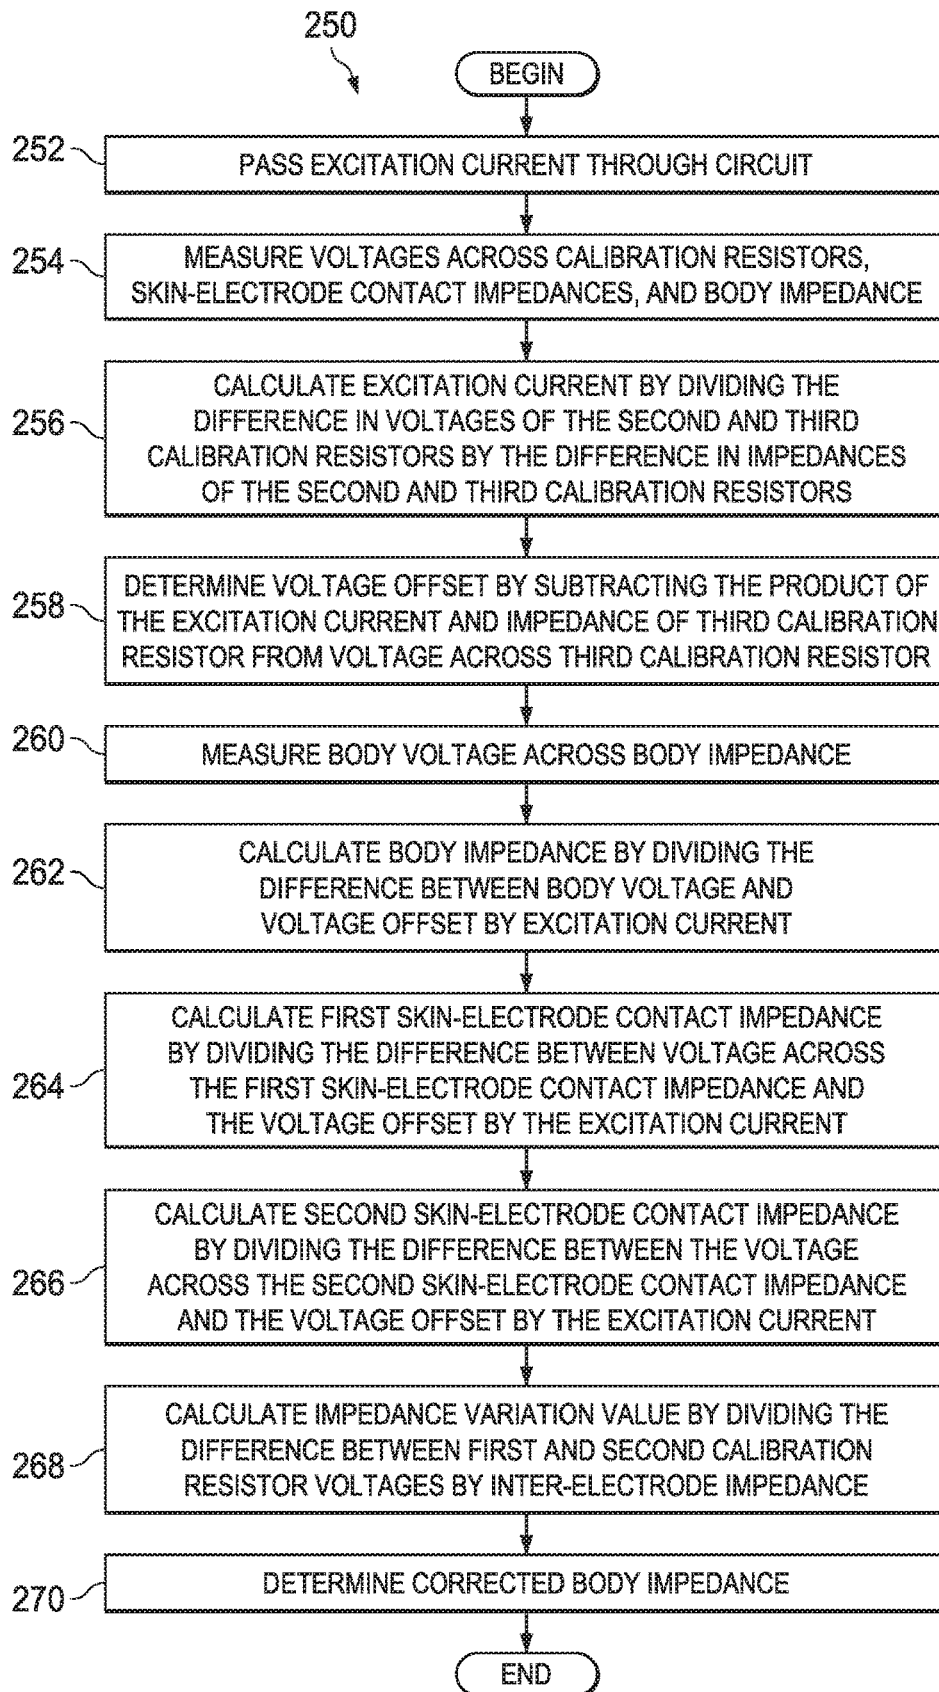 250
BEGIN
252
PASS EXCITATION CURRENT THROUGH CIRCUIT
254
MEASURE VOLTAGES ACROSS CALIBRATION RESISTORS,
SKIN-ELECTRODE CONTACT IMPEDANCES, AND BODY IMPEDANCE
256
CALCULATE EXCITATION CURRENT BY DIVIDING THE
DIFFERENCE IN VOLTAGES OF THE SECOND AND THIRD
CALIBRATION RESISTORS BY THE DIFFERENCE IN IMPEDANCES
OF THE SECOND AND THIRD CALIBRATION RESISTORS
258
DETERMINE VOLTAGE OFFSET BY SUBTRACTING THE PRODUCT OF
THE EXCITATION CURRENT AND IMPEDANCE OF THIRD CALIBRATION
RESISTOR FROM VOLTAGE ACROSS THIRD CALIBRATION RESISTOR
260
MEASURE BODY VOLTAGE ACROSS BODY IMPEDANCE
262
CALCULATE BODY IMPEDANCE BY DIVIDING THE
DIFFERENCE BETWEEN BODY VOLTAGE AND
VOLTAGE OFFSET BY EXCITATION CURRENT
264
CALCULATE FIRST SKIN-ELECTRODE CONTACT IMPEDANCE
BY DIVIDING THE DIFFERENCE BETWEEN VOLTAGE ACROSS
THE FIRST SKIN-ELECTRODE CONTACT IMPEDANCE AND
THE VOLTAGE OFFSET BY THE EXCITATION CURRENT
266
CALCULATE SECOND SKIN-ELECTRODE CONTACT IMPEDANCE
BY DIVIDING THE DIFFERENCE BETWEEN THE VOLTAGE
ACROSS THE SECOND SKIN-ELECTRODE CONTACT IMPEDANCE
AND THE VOLTAGE OFFSET BY THE EXCITATION CURRENT
268
CALCULATE IMPEDANCE VARIATION VALUE BY DIVIDING THE
DIFFERENCE BETWEEN FIRST AND SECOND CALIBRATION
RESISTOR VOLTAGES BY INTER-ELECTRODE IMPEDANCE
270
DETERMINE CORRECTED BODY IMPEDANCE
END